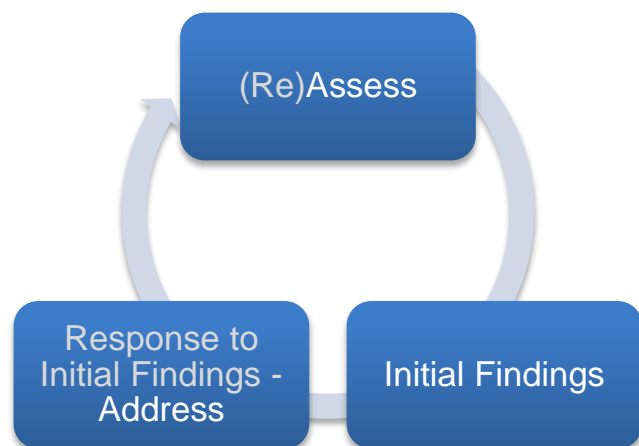 (Re)Assess
Response to
Initial Findings -
Address
Initial Findings